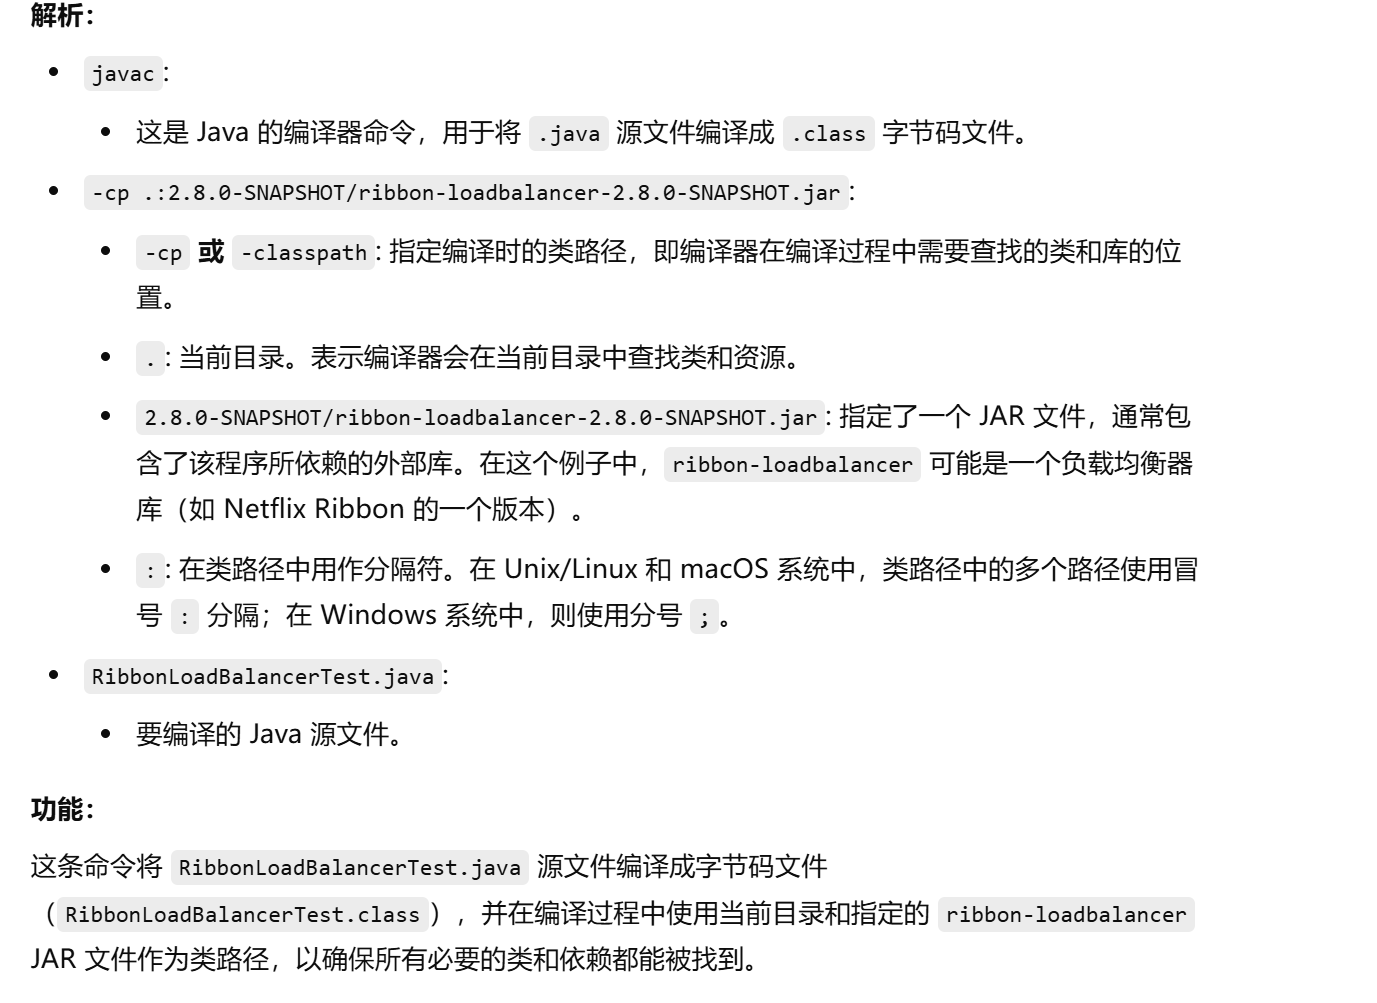 解析：
javac:
这是 Java 的编译器命令，用于将 .java 源文件编译成 .class 字节码文件。
-cp .:2.8.0-SNAPSHOT/ribbon-loadbalancer-2.8.0-SNAPSHOT.jar:
-cp 或 -classpath: 指定编译时的类路径，即编译器在编译过程中需要查找的类和库的位
置。
.: 当前目录。表示编译器会在当前目录中查找类和资源。
2.8.0-SNAPSHOT/ribbon-loadbalancer-2.8.0-SNAPSHOT.jar: 指定了一个 JAR 文件，通常包
含了该程序所依赖的外部库。在这个例子中， ribbon-loadbalancer 可能是一个负载均衡器
库（如 Netflix Ribbon 的一个版本）。
:: 在类路径中用作分隔符。在 Unix/Linux 和 macOS 系统中，类路径中的多个路径使用冒
号 : 分隔；在 Windows 系统中，则使用分号 ;。
RibbonLoadBalancerTest.java:
要编译的 Java 源文件。
功能：
这条命令将 RibbonLoadBalancerTest.java 源文件编译成字节码文件
（RibbonLoadBalancerTest.class），并在编译过程中使用当前目录和指定的 ribbon-loadbalancer
JAR 文件作为类路径，以确保所有必要的类和依赖都能被找到。